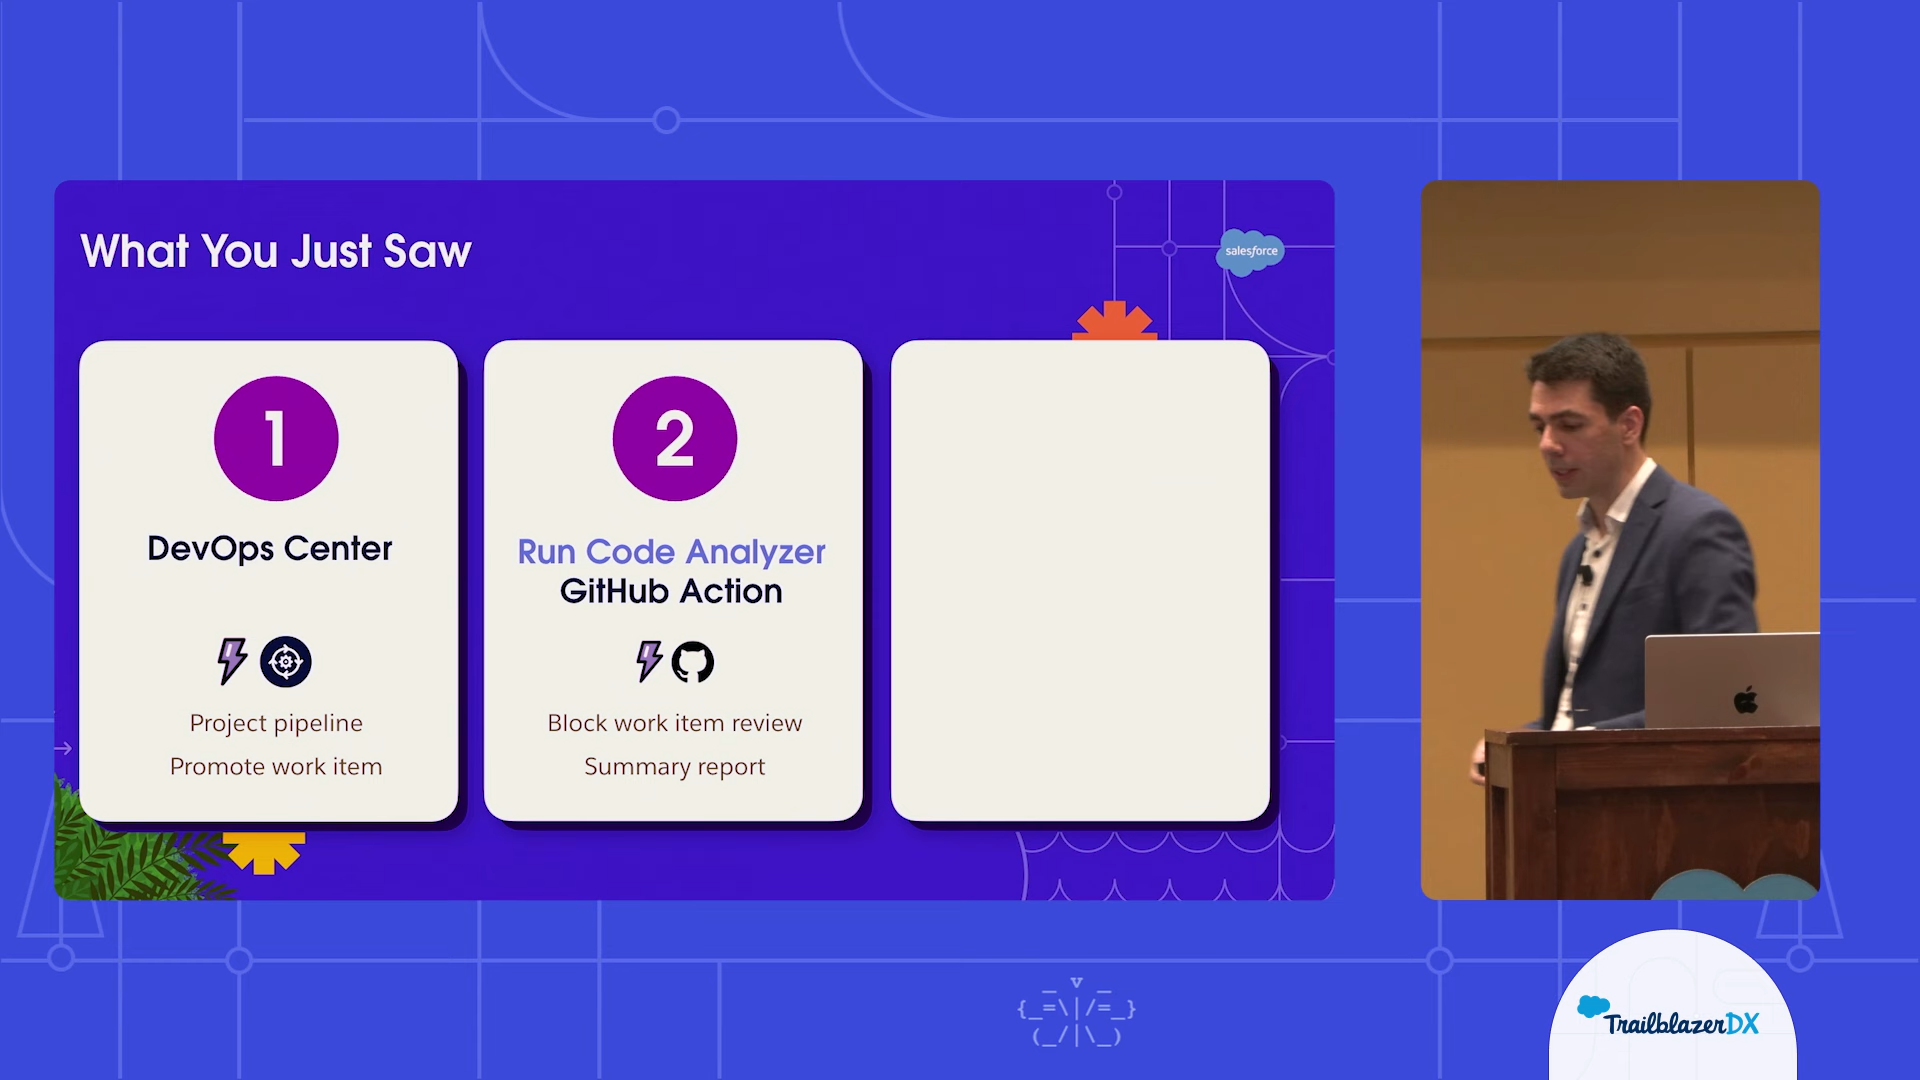 What You Just Saw
salesforce
1
DevOps Center
Project pipeline
Promote work item
2
Run Code Analyzer
GitHub Action
Block work item review
Summary report
TrailblazerDX